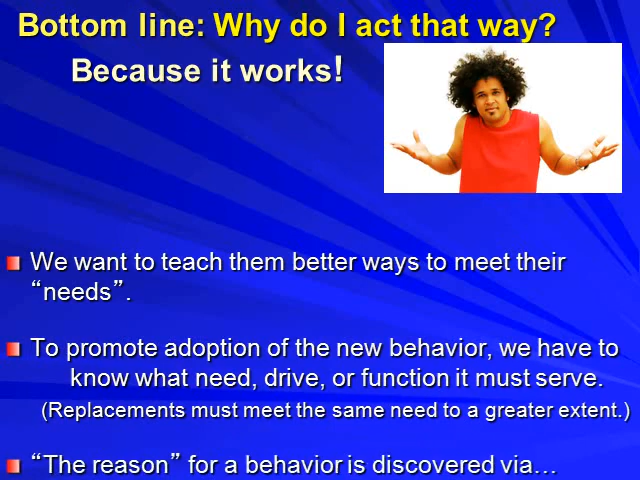 Bottom line: Why do I act that way?
Because it works!
We want to teach them better ways to meet their
“needs”.
To promote adoption of the new behavior, we have to
know what need, drive, or function it must serve.
(Replacements must meet the same need to a greater extent.)
“The reason” for a behavior is discovered via…